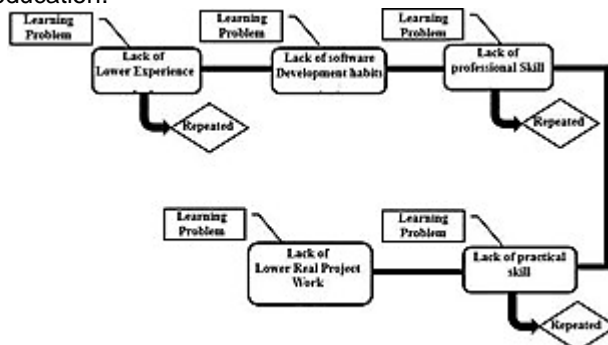 education.
Learning
Problem
Learning
Problem
Learning
Problem
Lack of
Lower Experience
Lack of software
Development habits
Lack of
professional Skill
Repeated
Repeated
Learning
Problem
Learning
Problem
Lack of
Lower Real Project
Work
Lack of practical
skill
Repeated